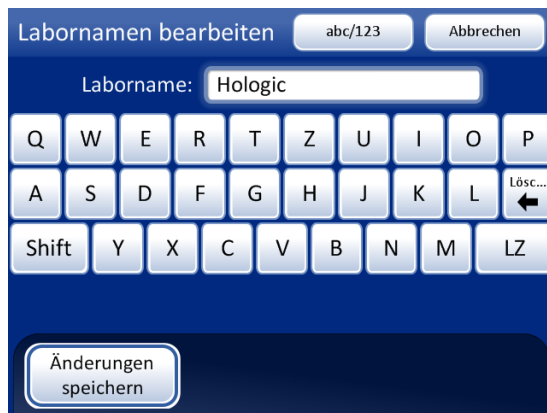 Labornamen bearbeiten abc/123 Abbrechen
Laborname: Hologic
Q W E R T Z U I O P
A S D F G H J K L Lösc...
Shift Y X C V B N M LZ
Änderungen
speichern